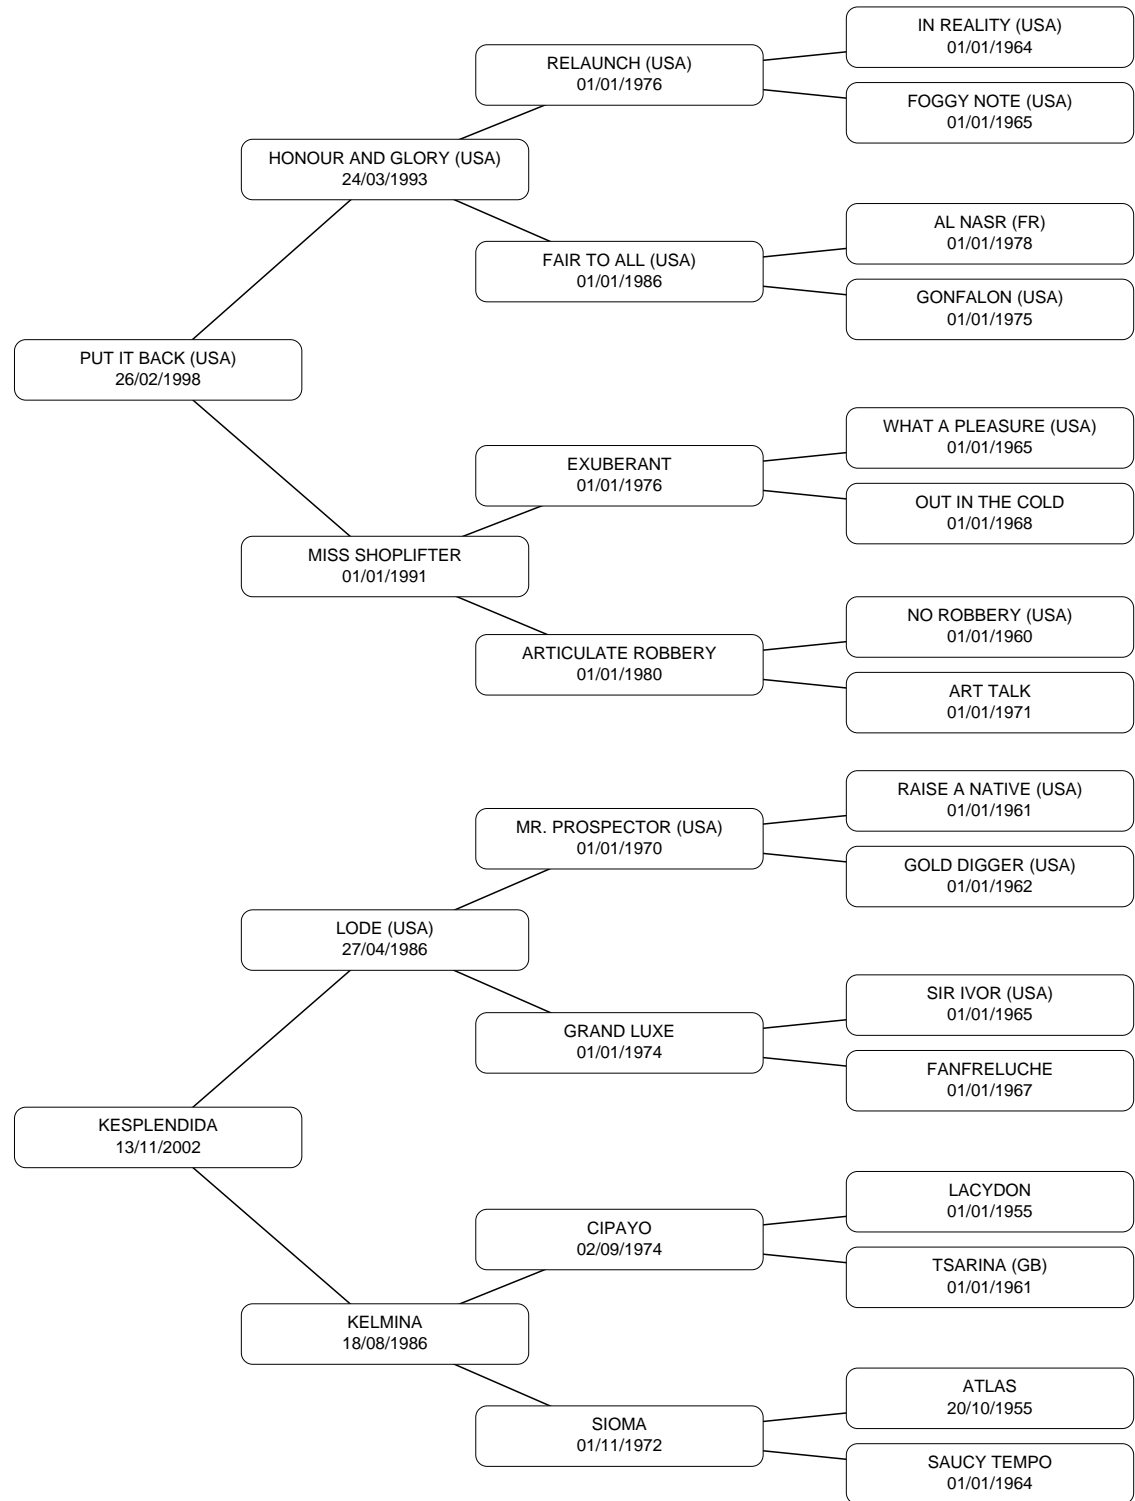 IN REALITY (USA)
01/01/1964
RELAUNCH (USA)
01/01/1976
FOGGY NOTE (USA)
01/01/1965
HONOUR AND GLORY (USA)
24/03/1993
AL NASR (FR)
01/01/1978
FAIR TO ALL (USA)
01/01/1986
GONFALON (USA)
01/01/1975
PUT IT BACK (USA)
26/02/1998
WHAT A PLEASURE (USA)
01/01/1965
EXUBERANT
01/01/1976
OUT IN THE COLD
01/01/1968
MISS SHOPLIFTER
01/01/1991
NO ROBBERY (USA)
01/01/1960
ARTICULATE ROBBERY
01/01/1980
ART TALK
01/01/1971
RAISE A NATIVE (USA)
01/01/1961
MR. PROSPECTOR (USA)
01/01/1970
GOLD DIGGER (USA)
01/01/1962
LODE (USA)
27/04/1986
SIR IVOR (USA)
01/01/1965
GRAND LUXE
01/01/1974
FANFRELUCHE
01/01/1967
KESPLENDIDA
13/11/2002
LACYDON
01/01/1955
CIPAYO
02/09/1974
TSARINA (GB)
01/01/1961
KELMINA
18/08/1986
ATLAS
20/10/1955
SIOMA
01/11/1972
SAUCY TEMPO
01/01/1964